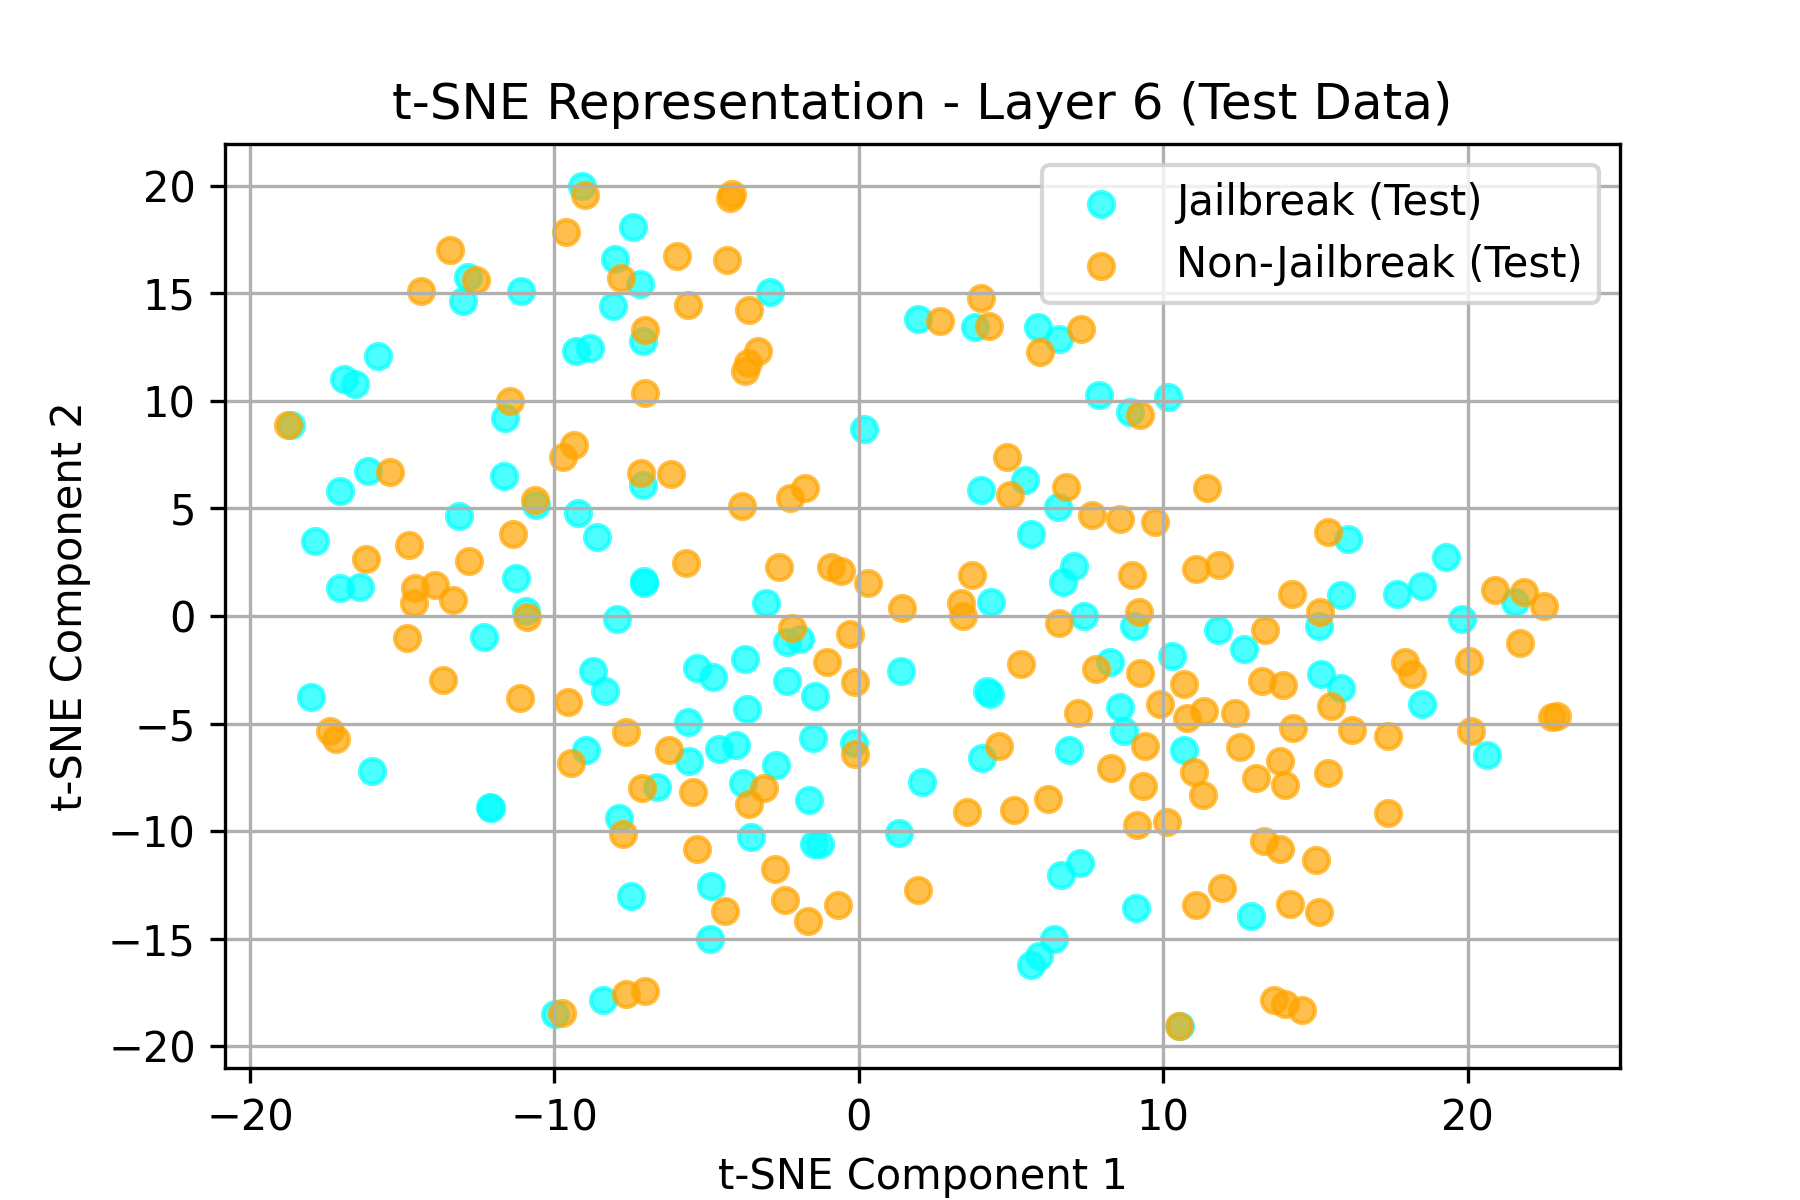 t-SNE Representation - Layer 6 (Test Data)
Jailbreak (Test)
Non-Jailbreak (Test)
t-SNE Component 2
20
15
10
5
0
−5
−10
−15
−20
−20
−10
0
10
20
t-SNE Component 1